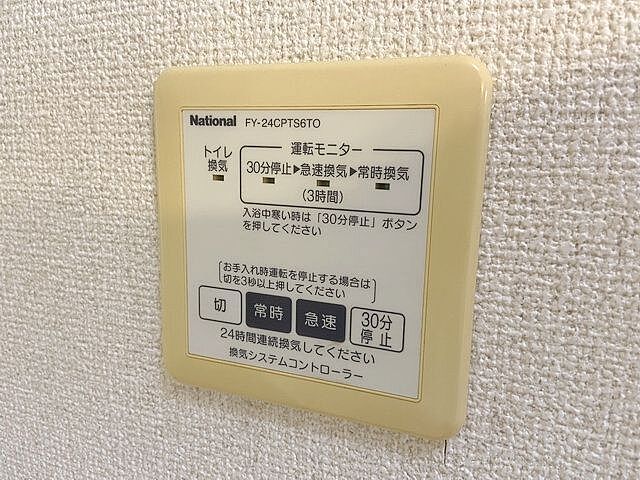 National FY-24CPTS6TO
トイレ
換気
運転モニター
30分停止▶急速換気▶常時換気
(3時間)
入浴中寒い時は「30分停止」ボタン
を押してください
お手入れ時運転を停止する場合は
切を3秒以上押してください
切 常時 急速 30分
停止
24時間連続換気してください
換気システムコントローラー